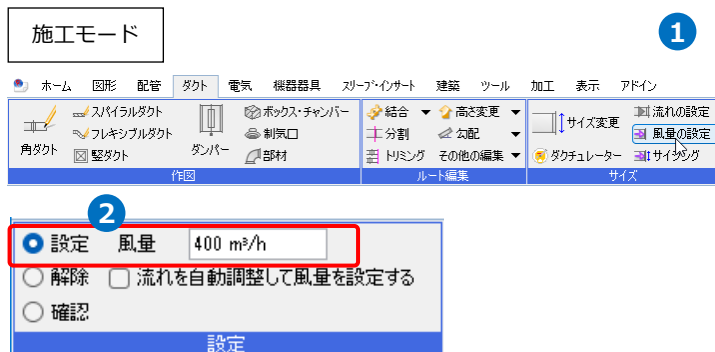 施工モード
1
ホーム 図形 配管 ダクト 電気 機器器具 スリーブ・インサート 建築 ツール 加工 表示 アドイン
角ダクト スパイラルダクト フレキシブルダクト 竪ダクト ダンパー ボックス・チャンバー 制気口 部材
結合 高さ変更 分割 勾配 トリミング その他の編集
サイズ変更 流れの設定 風量の設定 ダクチュレーター サイジング
作図 ルート編集 サイズ
2
設定 風量 400 m³/h
解除 流れを自動調整して風量を設定する
確認
設定